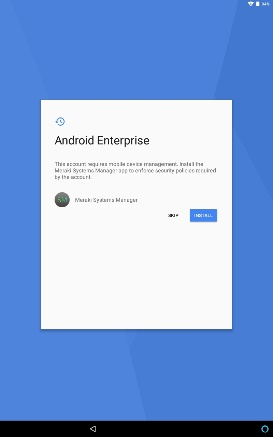 Android Enterprise
This account requires mobile device management. Install the
Meraki Systems Manager app to enforce security policies required
by the account.
Meraki Systems Manager
SKIP INSTALL